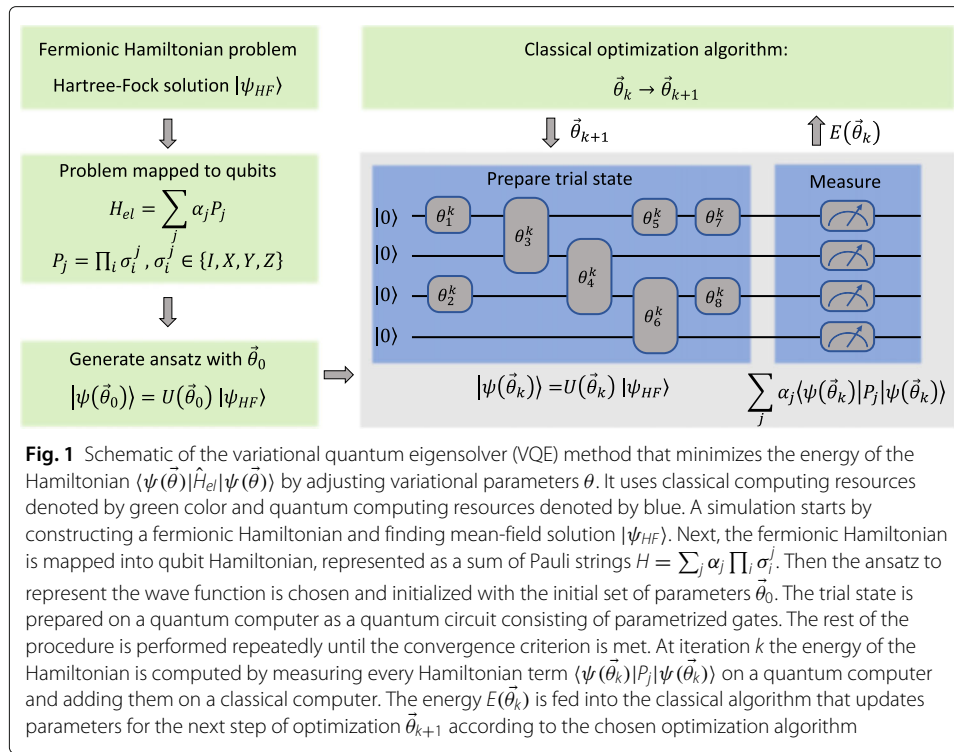 Fermionic Hamiltonian problem
Hartree-Fock solution |ψ_HF⟩
Problem mapped to qubits
H_el = ∑_j α_j P_j
P_j = ∏_i σ_i^j , σ_i^j ∈ {I, X, Y, Z}
Generate ansatz with θ⃗_0
|ψ(θ⃗_0)⟩ = U(θ⃗_0) |ψ_HF⟩
Classical optimization algorithm:
θ⃗_k → θ⃗_{k+1}
θ⃗_{k+1}
E(θ⃗_k)
Prepare trial state
Measure
|0⟩ θ_1^k θ_3^k θ_5^k θ_7^k
|0⟩ θ_4^k
|0⟩ θ_2^k θ_6^k θ_8^k
|0⟩
|ψ(θ⃗_k)⟩ = U(θ⃗_k) |ψ_HF⟩
∑_j α_j⟨ψ(θ⃗_k)|P_j|ψ(θ⃗_k)⟩
Fig. 1 Schematic of the variational quantum eigensolver (VQE) method that minimizes the energy of the
Hamiltonian ⟨ψ(θ⃗)|Ĥ_el|ψ(θ⃗)⟩ by adjusting variational parameters θ. It uses classical computing resources
denoted by green color and quantum computing resources denoted by blue. A simulation starts by
constructing a fermionic Hamiltonian and finding mean-field solution |ψ_HF⟩. Next, the fermionic Hamiltonian
is mapped into qubit Hamiltonian, represented as a sum of Pauli strings H = ∑_j α_j ∏_i σ_i^j. Then the ansatz to
represent the wave function is chosen and initialized with the initial set of parameters θ⃗_0. The trial state is
prepared on a quantum computer as a quantum circuit consisting of parametrized gates. The rest of the
procedure is performed repeatedly until the convergence criterion is met. At iteration k the energy of the
Hamiltonian is computed by measuring every Hamiltonian term ⟨ψ(θ⃗_k)|P_j|ψ(θ⃗_k)⟩ on a quantum computer
and adding them on a classical computer. The energy E(θ⃗_k) is fed into the classical algorithm that updates
parameters for the next step of optimization θ⃗_{k+1} according to the chosen optimization algorithm